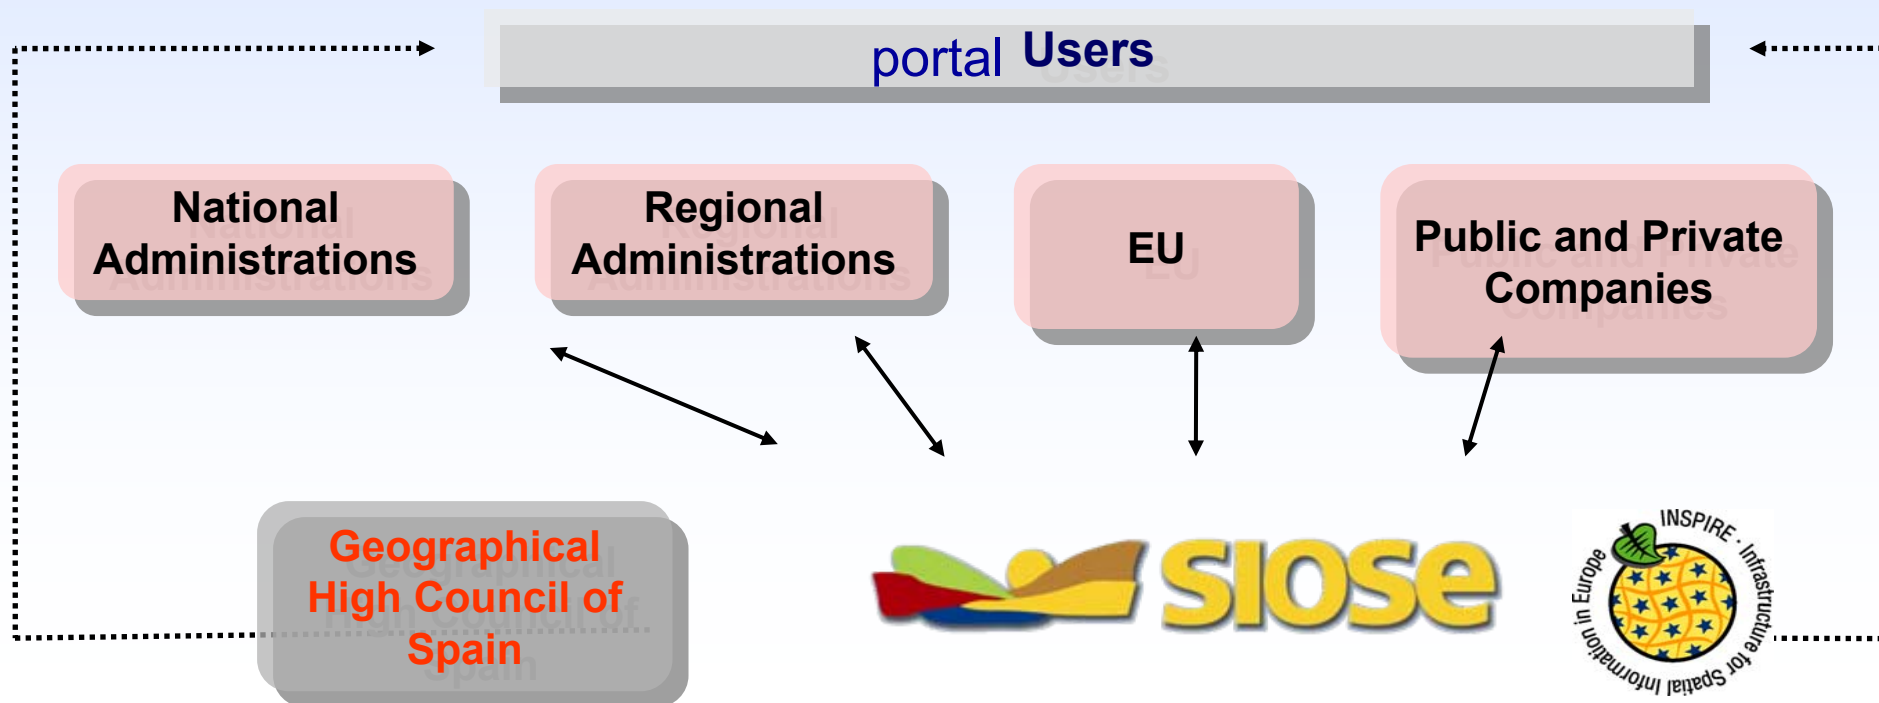 portal Users
National
Administrations
Regional
Administrations
EU
Public and Private
Companies
Geographical
High Council of
Spain
SIOSE
INSPIRE · Infrastructure for Spatial Information in Europe